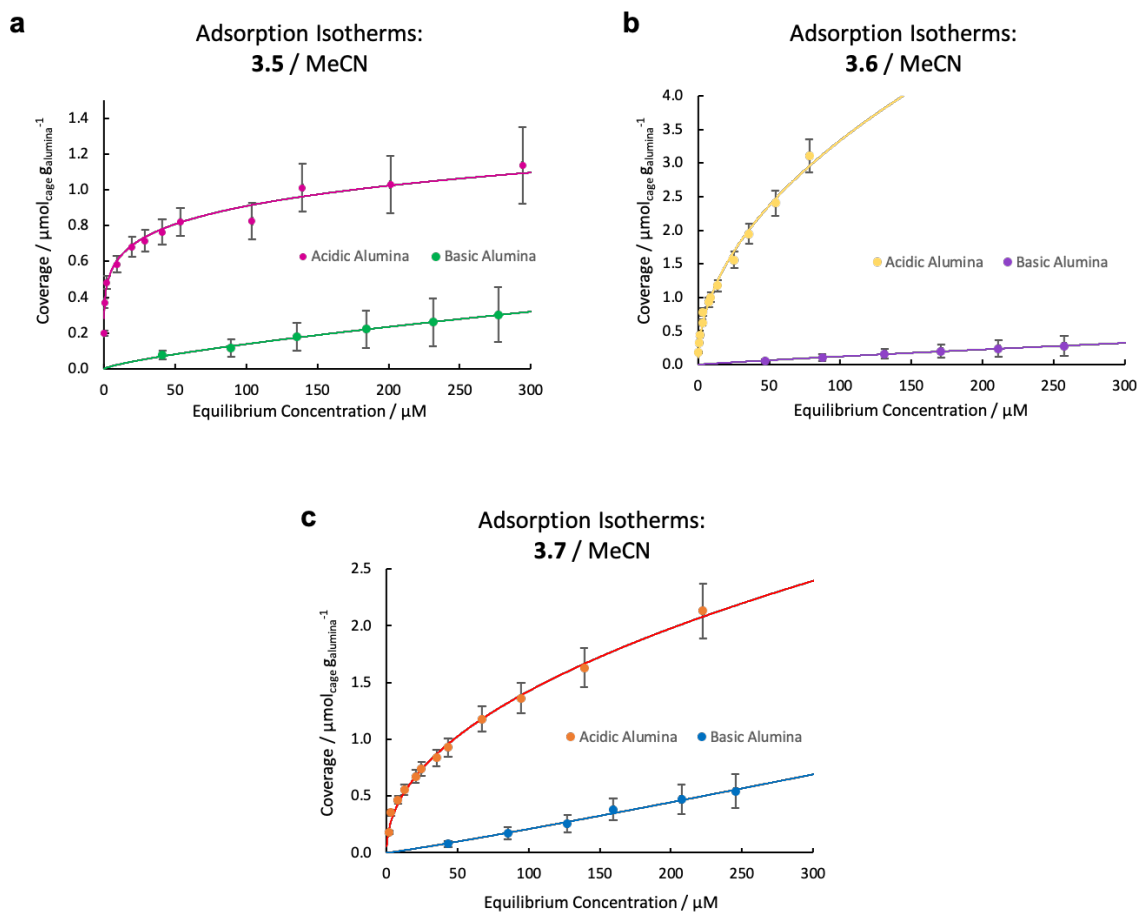 a
Adsorption Isotherms:
3.5 / MeCN
Coverage / μmolcage galumina⁻¹
1.4
1.2
1.0
0.8
0.6
0.4
0.2
0.0
Acidic Alumina
Basic Alumina
0
50
100
150
200
250
300
Equilibrium Concentration / μM
b
Adsorption Isotherms:
3.6 / MeCN
Coverage / μmolcage galumina⁻¹
4.0
3.5
3.0
2.5
2.0
1.5
1.0
0.5
0.0
Acidic Alumina
Basic Alumina
0
50
100
150
200
250
300
Equilibrium Concentration / μM
c
Adsorption Isotherms:
3.7 / MeCN
Coverage / μmolcage galumina⁻¹
2.5
2.0
1.5
1.0
0.5
0.0
Acidic Alumina
Basic Alumina
0
50
100
150
200
250
300
Equilibrium Concentration / μM